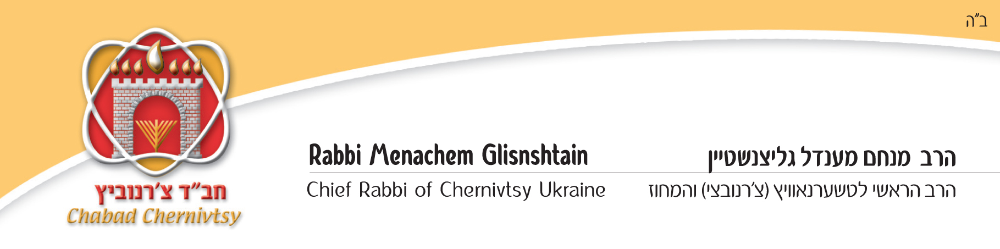 ב"ה
Rabbi Menachem Glisnshtain
הרב מנחם מענדל גליצנשטיין
Chief Rabbi of Chernivtsy Ukraine
הרב הראשי לטשערנאוויץ (צ'רנובצי) והמחוז
חב"ד צ'רנוביץ
Chabad Chernivtsy